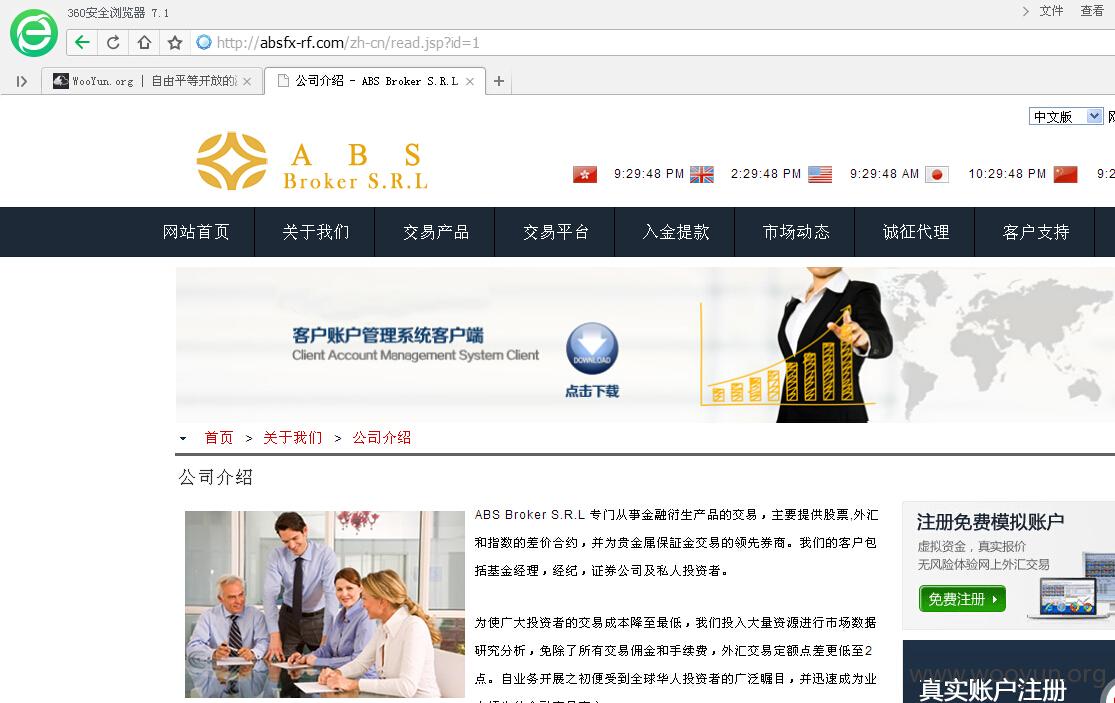 360安全浏览器 7.1
文件 查看
http://absfx-rf.com/zh-cn/read.jsp?id=1
WooYun.org | 自由平等开放的
公司介绍 - ABS Broker S.R.L
中文版
A B S
Broker S.R.L
9:29:48 PM 2:29:48 PM 9:29:48 AM 10:29:48 PM
网站首页 关于我们 交易产品 交易平台 入金提款 市场动态 诚征代理 客户支持
客户账户管理系统客户端
Client Account Management System Client
DOWNLOAD
点击下载
首页 > 关于我们 > 公司介绍
公司介绍
ABS Broker S.R.L 专门从事金融衍生产品的交易，主要提供股票,外汇
和指数的差价合约，并为贵金属保証金交易的领先券商。我们的客户包
括基金经理，经纪，证券公司及私人投资者。
为使广大投资者的交易成本降至最低，我们投入大量资源进行市场数据
研究分析，免除了所有交易佣金和手续费，外汇交易定额点差更低至2
点。自业务开展之初便受到全球华人投资者的广泛瞩目，并迅速成为业
注册免费模拟账户
虚拟资金，真实报价
无风险体验网上外汇交易
免费注册
www.wooyun.org
真实账户注册